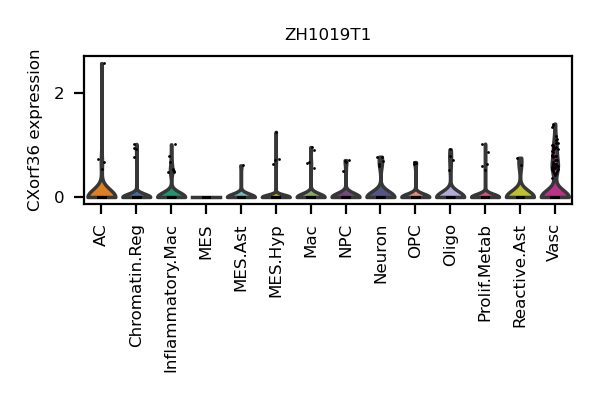 ZH1019T1
CXorf36 expression
2
0
AC
Chromatin.Reg
Inflammatory.Mac
MES
MES.Ast
MES.Hyp
Mac
NPC
Neuron
OPC
Oligo
Prolif.Metab
Reactive.Ast
Vasc